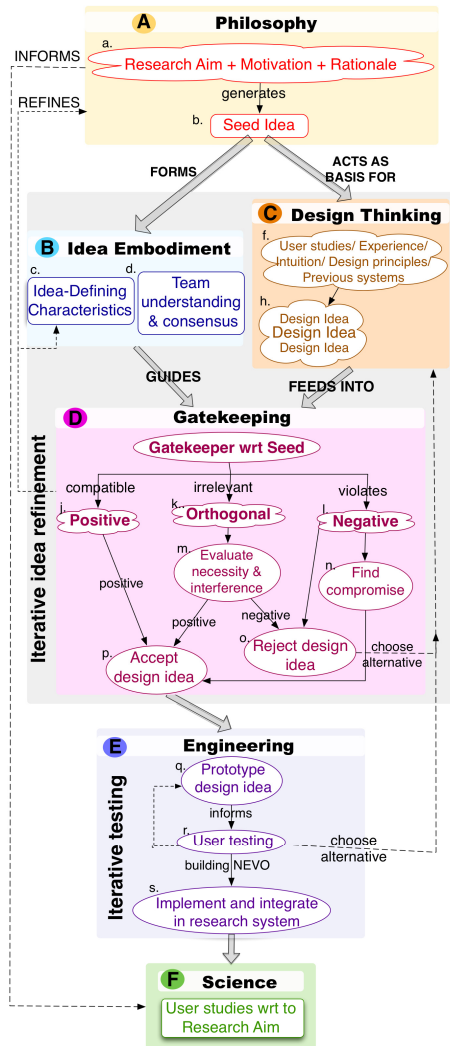 A Philosophy
a.
INFORMS
Research Aim + Motivation + Rationale
generates
REFINES
b.
Seed Idea
FORMS
ACTS AS
BASIS FOR
C Design Thinking
B Idea Embodiment
f.
User studies/ Experience/
Intuition/ Design principles/
Previous systems
c.
Idea-Defining
Characteristics
d.
Team
understanding
& consensus
h.
Design Idea
Design Idea
Design Idea
GUIDES
FEEDS INTO
Iterative idea refinement
D Gatekeeping
Gatekeeper wrt Seed
compatible
irrelevant
violates
j.
Positive
k.
Orthogonal
l.
Negative
m.
Evaluate
necessity &
interference
n.
Find
compromise
positive
positive
negative
o.
Reject design
idea
choose
alternative
p.
Accept
design idea
E Engineering
Iterative testing
q.
Prototype
design idea
informs
r.
User testing
choose
alternative
building NEVO
s.
Implement and integrate
in research system
F Science
User studies wrt to
Research Aim